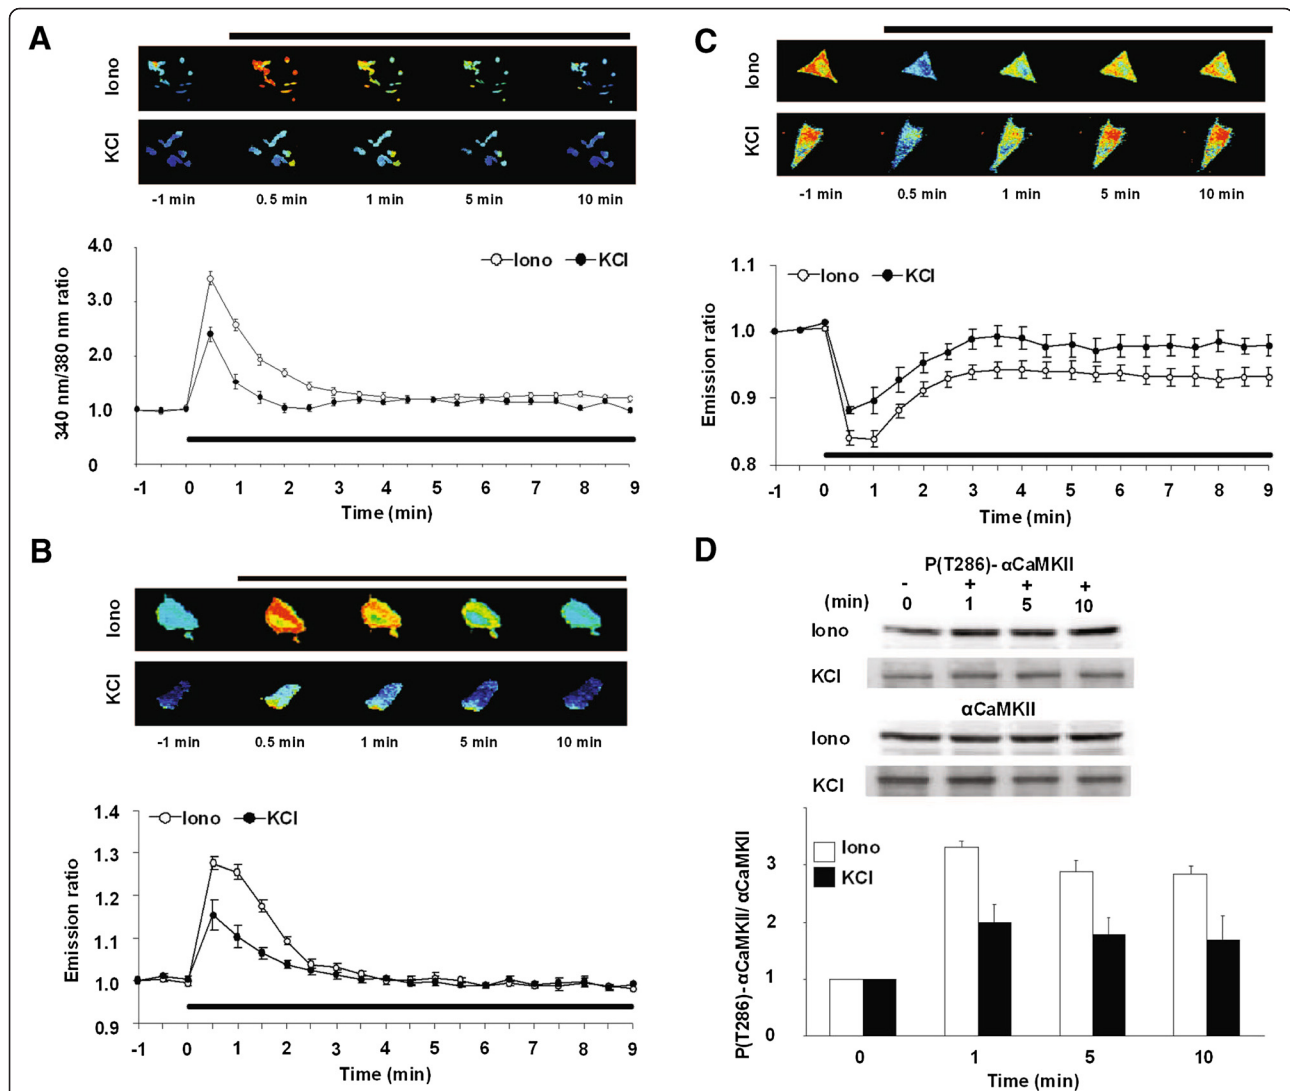 A
Iono
KCl
-1 min 0.5 min 1 min 5 min 10 min
340 nm/380 nm ratio
4.0
3.0
2.0
1.0
0
Iono KCl
-1 0 1 2 3 4 5 6 7 8 9
Time (min)
B
Iono
KCl
-1 min 0.5 min 1 min 5 min 10 min
Emission ratio
1.4
1.3
1.2
1.1
1.0
0.9
Iono KCl
-1 0 1 2 3 4 5 6 7 8 9
Time (min)
C
Iono
KCl
-1 min 0.5 min 1 min 5 min 10 min
Emission ratio
1.1
1.0
0.9
0.8
Iono KCl
-1 0 1 2 3 4 5 6 7 8 9
Time (min)
D
P(T286)- αCaMKII
- + + +
(min) 0 1 5 10
Iono
KCl
αCaMKII
Iono
KCl
P(T286)- αCaMKII/ αCaMKII
3
2
1
0
Iono
KCl
0 1 5 10
Time (min)